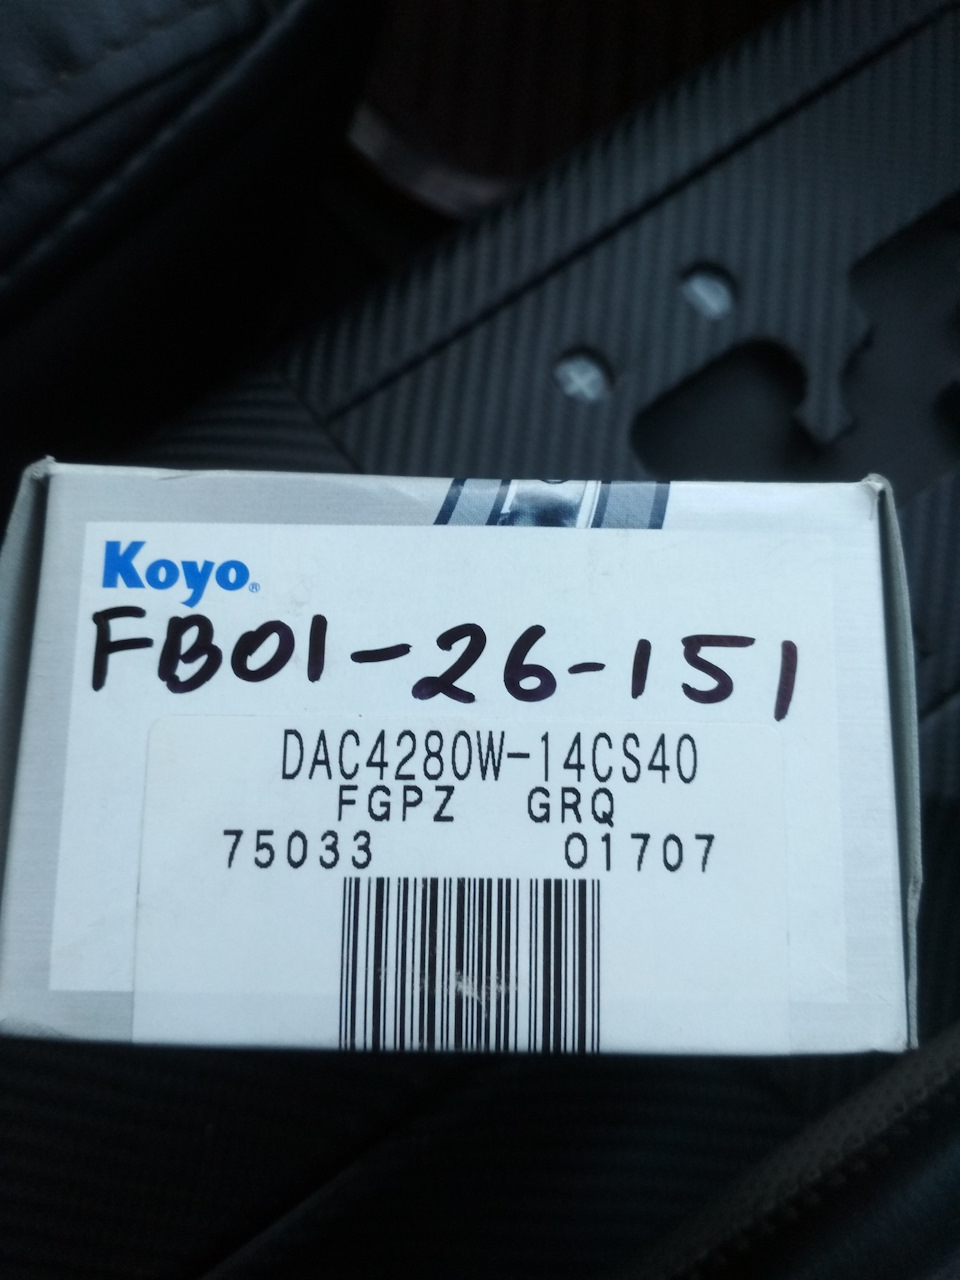 Koyo®
FB01-26-151
DAC4280W-14CS40
FGPZ GRQ
75033 01707